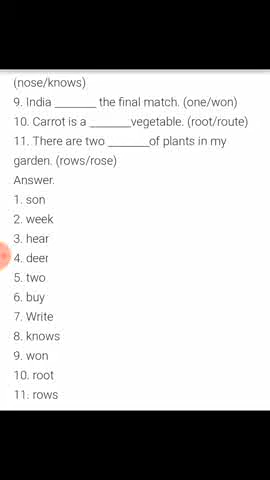 (nose/knows)
9. India _______ the final match. (one/won)
10. Carrot is a _______vegetable. (root/route)
11. There are two _______of plants in my
garden. (rows/rose)
Answer.
1. son
2. week
3. hear
4. deer
5. two
6. buy
7. Write
8. knows
9. won
10. root
11. rows